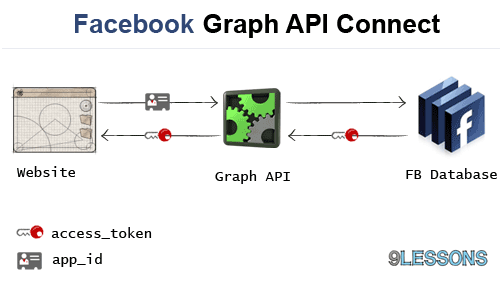 Facebook Graph API Connect
Website
Graph API
FB Database
access_token
app_id
9LESSONS